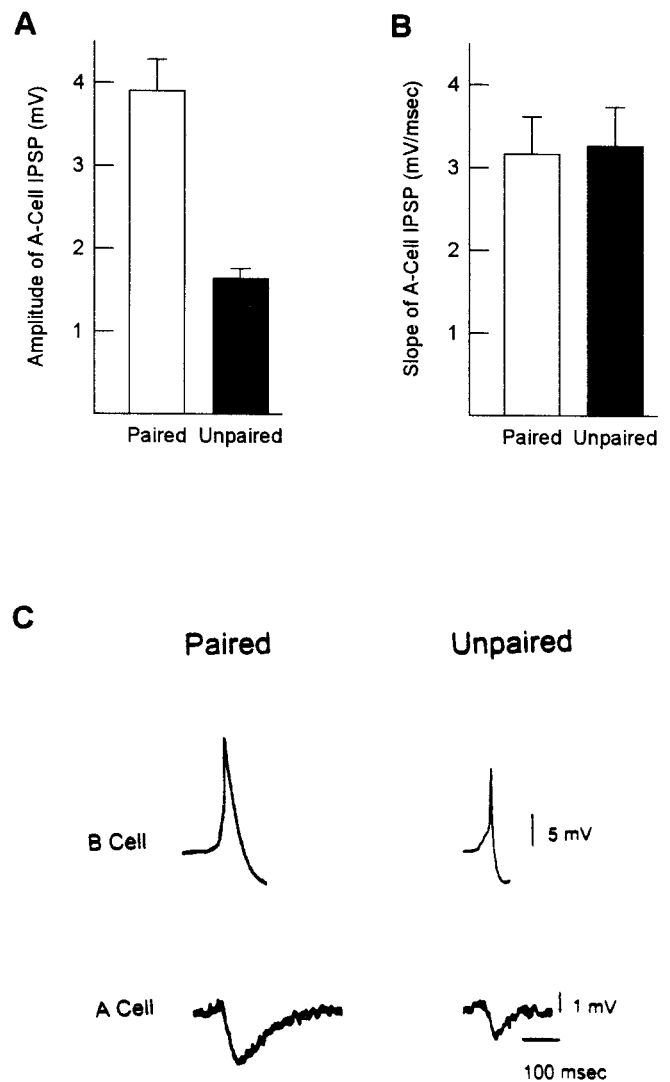 A
Amplitude of A-Cell IPSP (mV)
4
3
2
1
Paired Unpaired
B
Slope of A-Cell IPSP (mV/msec)
4
3
2
1
Paired Unpaired
C
Paired Unpaired
B Cell
5 mV
A Cell
1 mV
100 msec